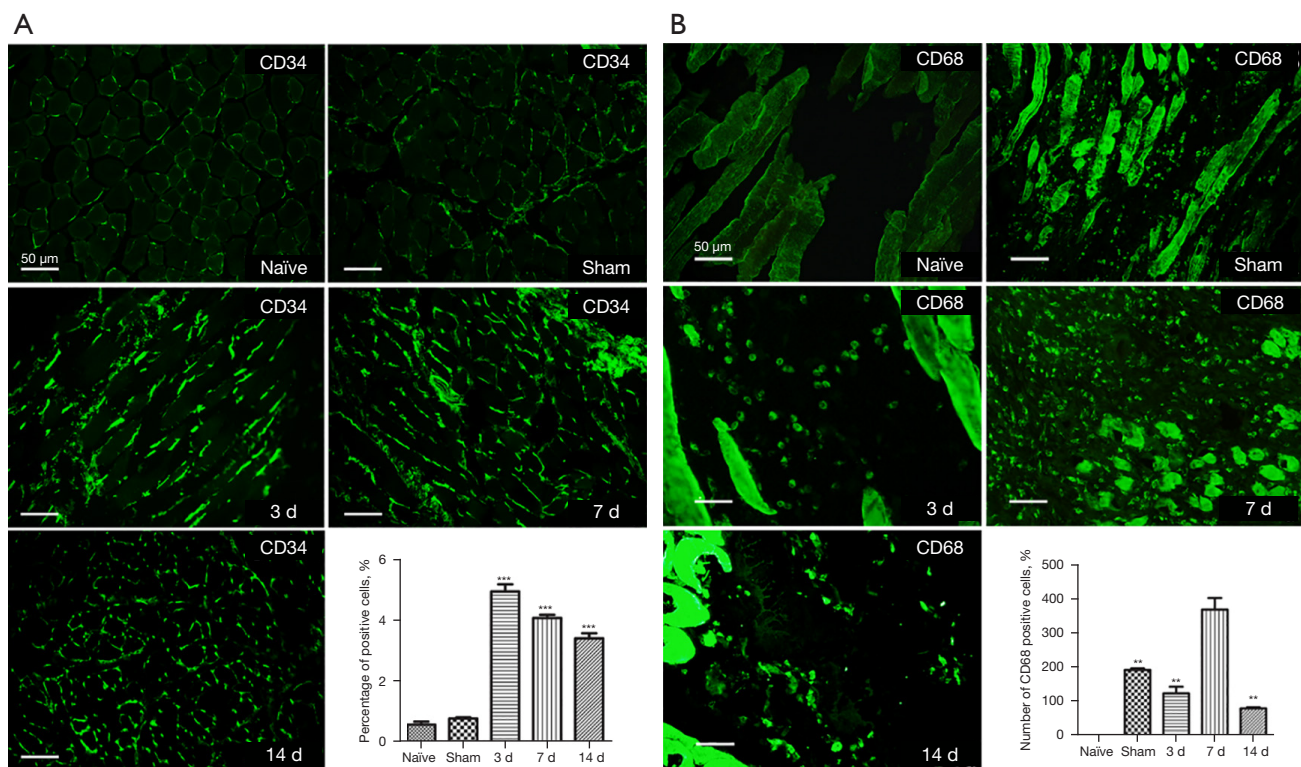 A
CD34
50 µm
Naïve
CD34
Sham
CD34
3 d
CD34
7 d
CD34
14 d
Percentage of positive cells, %
6
4
2
0
***
***
***
Naïve Sham 3 d 7 d 14 d
B
CD68
50 µm
Naïve
CD68
Sham
CD68
3 d
CD68
7 d
CD68
14 d
Number of CD68 positive cells, %
500
400
300
200
100
0
**
**
**
Naïve Sham 3 d 7 d 14 d